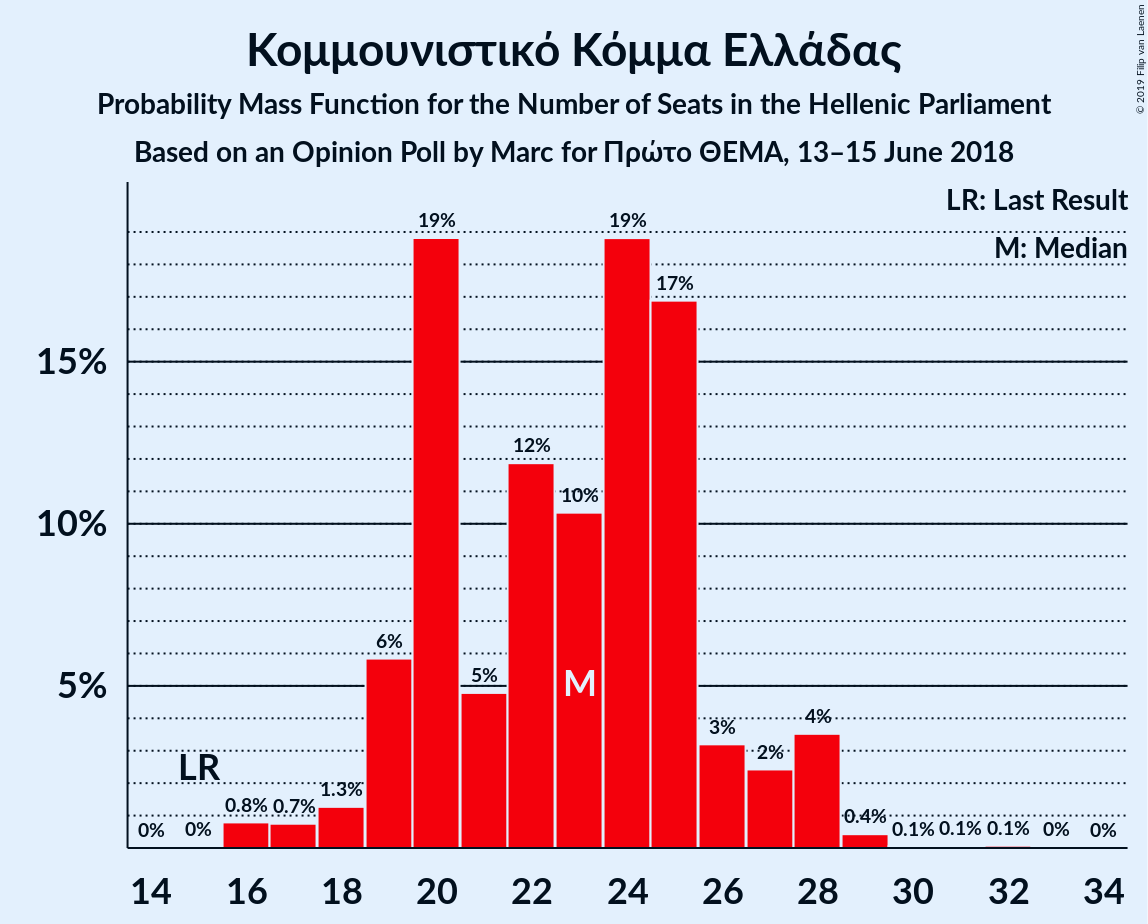 Κομμουνιστικό Κόμμα Ελλάδας
Probability Mass Function for the Number of Seats in the Hellenic Parliament
Based on an Opinion Poll by Marc for Πρώτο ΘΕΜΑ, 13–15 June 2018
© 2019 Filip van Laenen
LR: Last Result
M: Median
19%
19%
17%
15%
12%
10%
10%
6%
5%
5%
M
4%
3%
2%
LR
1.3%
0.8%
0.7%
0.4%
0%
0%
0.1%
0.1%
0.1%
0%
0%
14 16 18 20 22 24 26 28 30 32 34